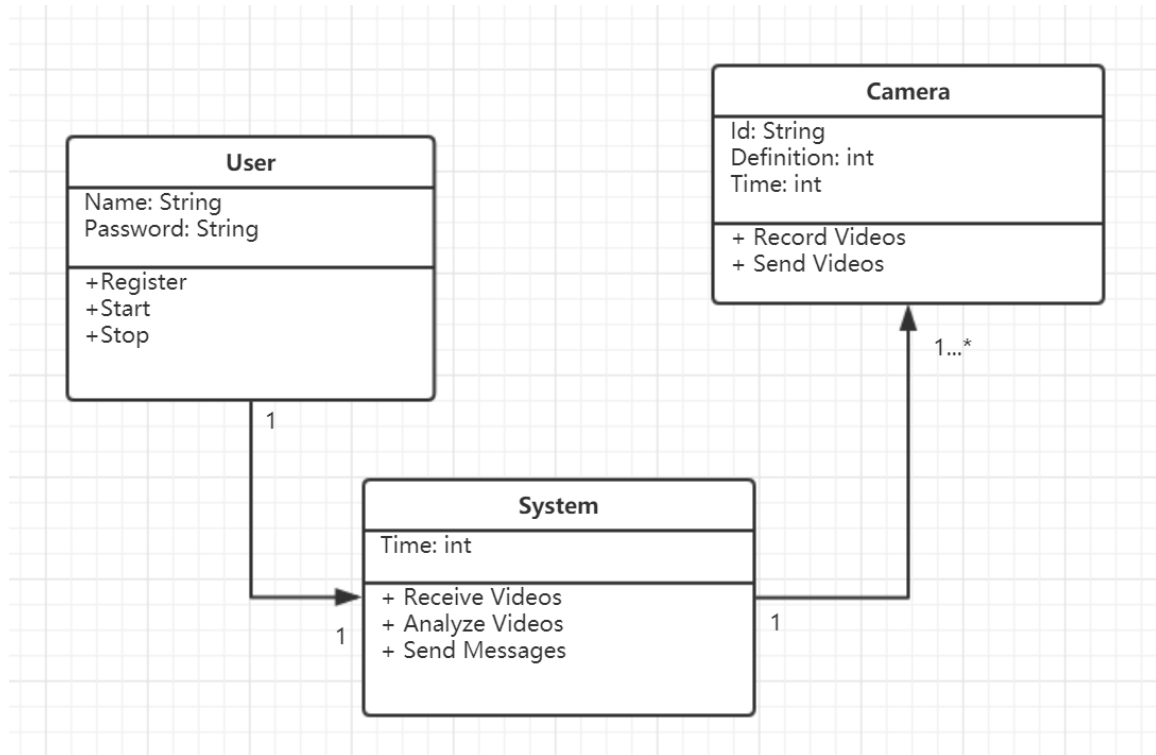 User
Name: String
Password: String
+Register
+Start
+Stop
1
Camera
Id: String
Definition: int
Time: int
+ Record Videos
+ Send Videos
1...*
System
Time: int
+ Receive Videos
+ Analyze Videos
+ Send Messages
1
1